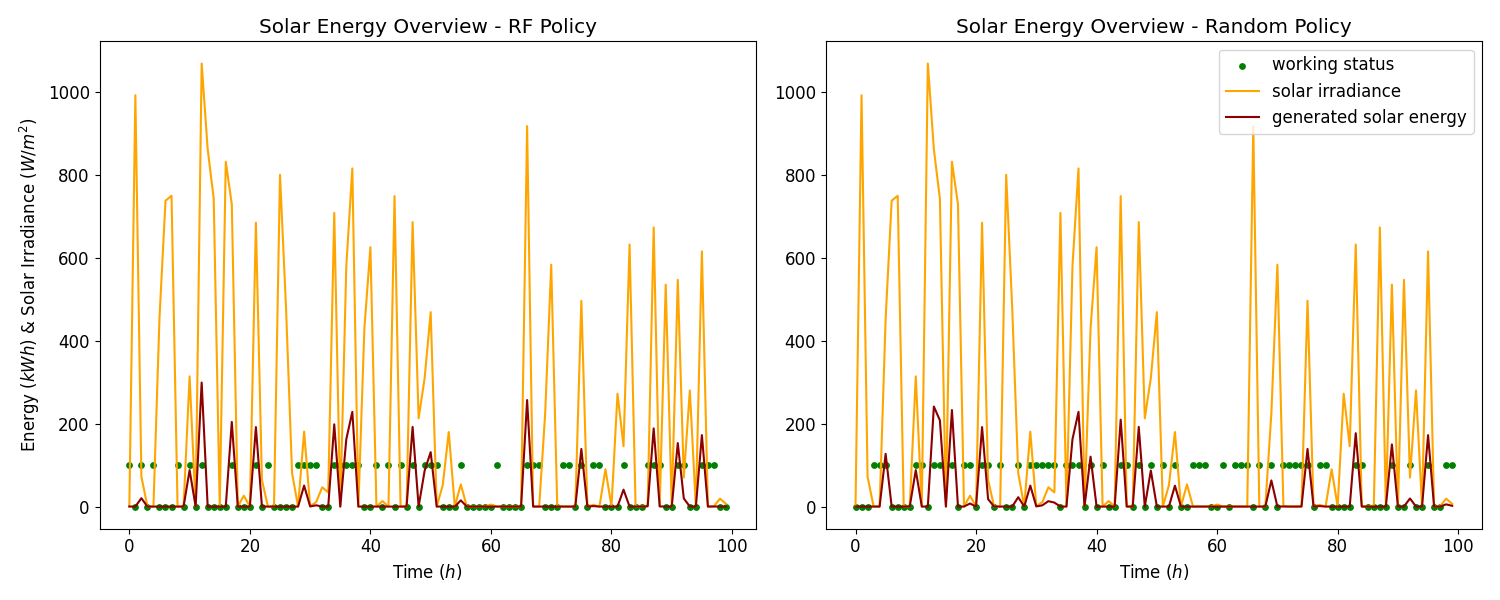 Solar Energy Overview - RF Policy
Energy (kWh) & Solar Irradiance (W/m²)
1000
800
600
400
200
0
0 20 40 60 80 100
Time (h)
Solar Energy Overview - Random Policy
working status
solar irradiance
generated solar energy
1000
800
600
400
200
0
0 20 40 60 80 100
Time (h)